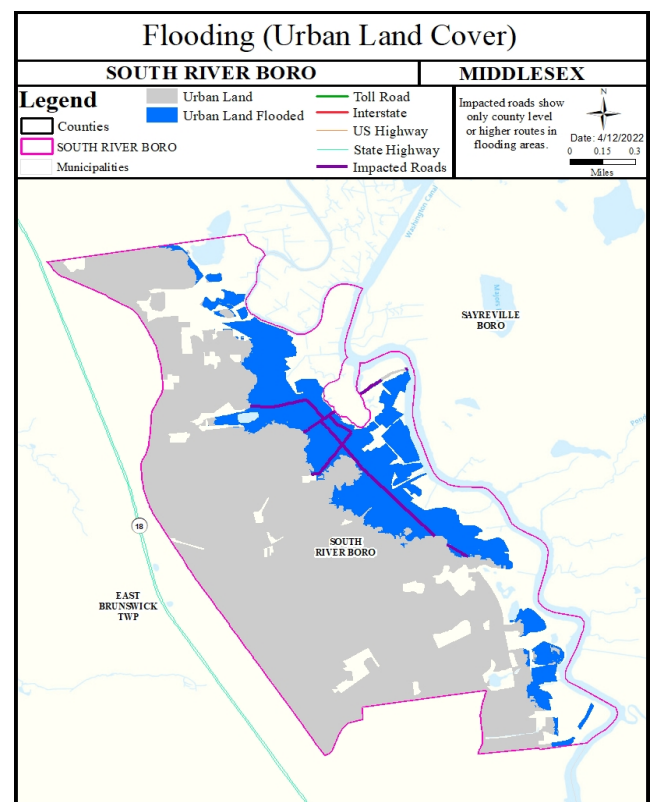 Flooding (Urban Land Cover)
SOUTH RIVER BORO
MIDDLESEX
Legend
Counties
SOUTH RIVER BORO
Municipalities
Urban Land
Urban Land Flooded
Toll Road
Interstate
US Highway
State Highway
Impacted Roads
Impacted roads show
only county level
or higher routes in
flooding areas.
N
Date: 4/12/2022
0 0.15 0.3
Miles
Washington Canal
SAYREVILLE
BORO
18
SOUTH
RIVER BORO
EAST
BRUNSWICK
TWP